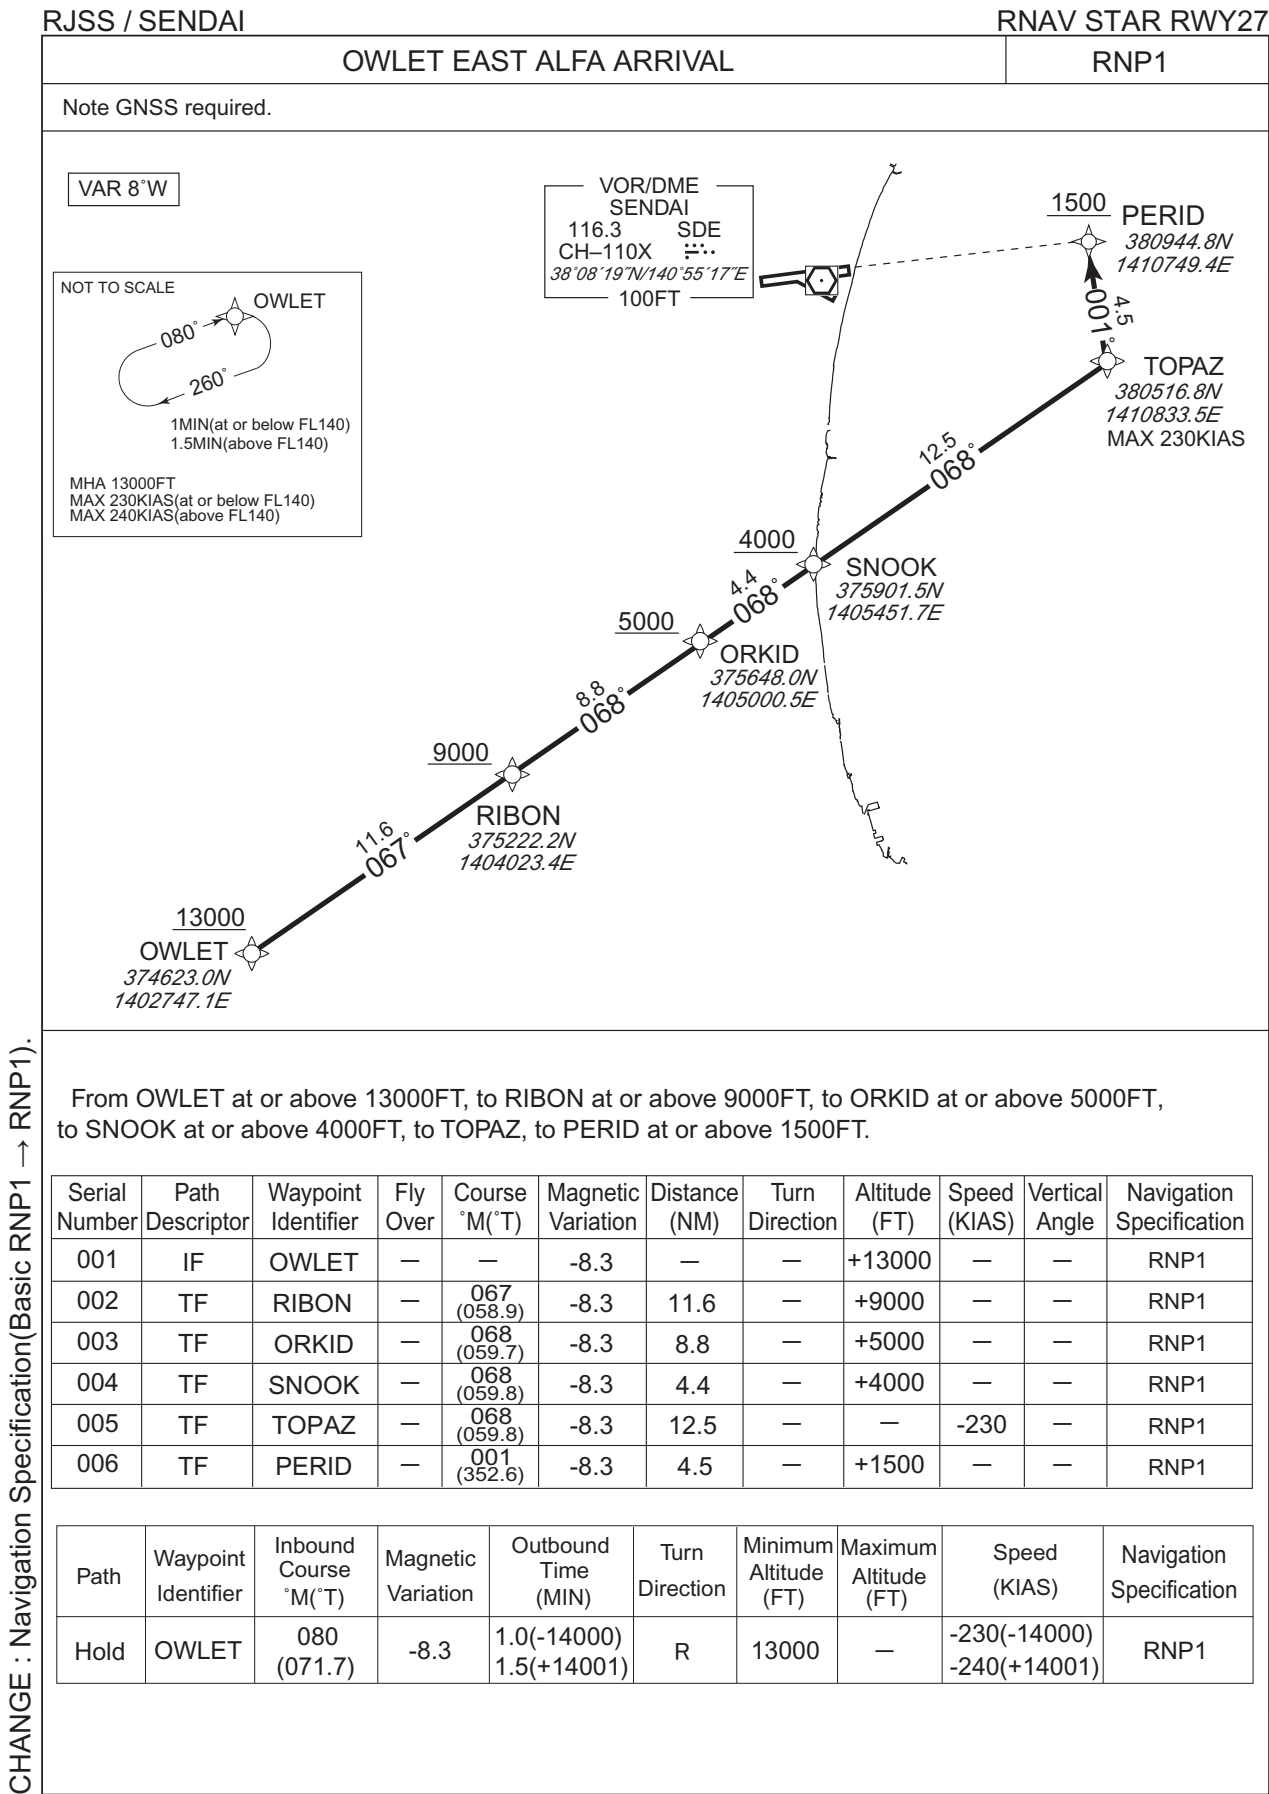 RJSS / SENDAI
RNAV STAR RWY27
OWLET EAST ALFA ARRIVAL
RNP1
Note GNSS required.
VAR 8°W
VOR/DME
SENDAI
116.3 SDE
CH–110X
38°08´19˝N/140°55´17˝E
100FT
1500
PERID
380944.8N
1410749.4E
4.5
001°
TOPAZ
380516.8N
1410833.5E
MAX 230KIAS
NOT TO SCALE
OWLET
080°
260°
1MIN(at or below FL140)
1.5MIN(above FL140)
MHA 13000FT
MAX 230KIAS(at or below FL140)
MAX 240KIAS(above FL140)
12.5
068°
4000
SNOOK
375901.5N
1405451.7E
4.4
068°
5000
ORKID
375648.0N
1405000.5E
8.8
068°
9000
RIBON
375222.2N
1404023.4E
11.6
067°
13000
OWLET
374623.0N
1402747.1E
From OWLET at or above 13000FT, to RIBON at or above 9000FT, to ORKID at or above 5000FT,
to SNOOK at or above 4000FT, to TOPAZ, to PERID at or above 1500FT.
Serial Path Waypoint Fly Course Magnetic Distance Turn Altitude Speed Vertical Navigation
Number Descriptor Identifier Over °M(°T) Variation (NM) Direction (FT) (KIAS) Angle Specification
001 IF OWLET — — -8.3 — — +13000 — — RNP1
002 TF RIBON — 067 (058.9) -8.3 11.6 — +9000 — — RNP1
003 TF ORKID — 068 (059.7) -8.3 8.8 — +5000 — — RNP1
004 TF SNOOK — 068 (059.8) -8.3 4.4 — +4000 — — RNP1
005 TF TOPAZ — 068 (059.8) -8.3 12.5 — — -230 — RNP1
006 TF PERID — 001 (352.6) -8.3 4.5 — +1500 — — RNP1
Path Waypoint Identifier Inbound Course °M(°T) Magnetic Variation Outbound Time (MIN) Turn Direction Minimum Altitude (FT) Maximum Altitude (FT) Speed (KIAS) Navigation Specification
Hold OWLET 080 (071.7) -8.3 1.0(-14000) 1.5(+14001) R 13000 — -230(-14000) -240(+14001) RNP1
CHANGE : Navigation Specification(Basic RNP1 → RNP1).